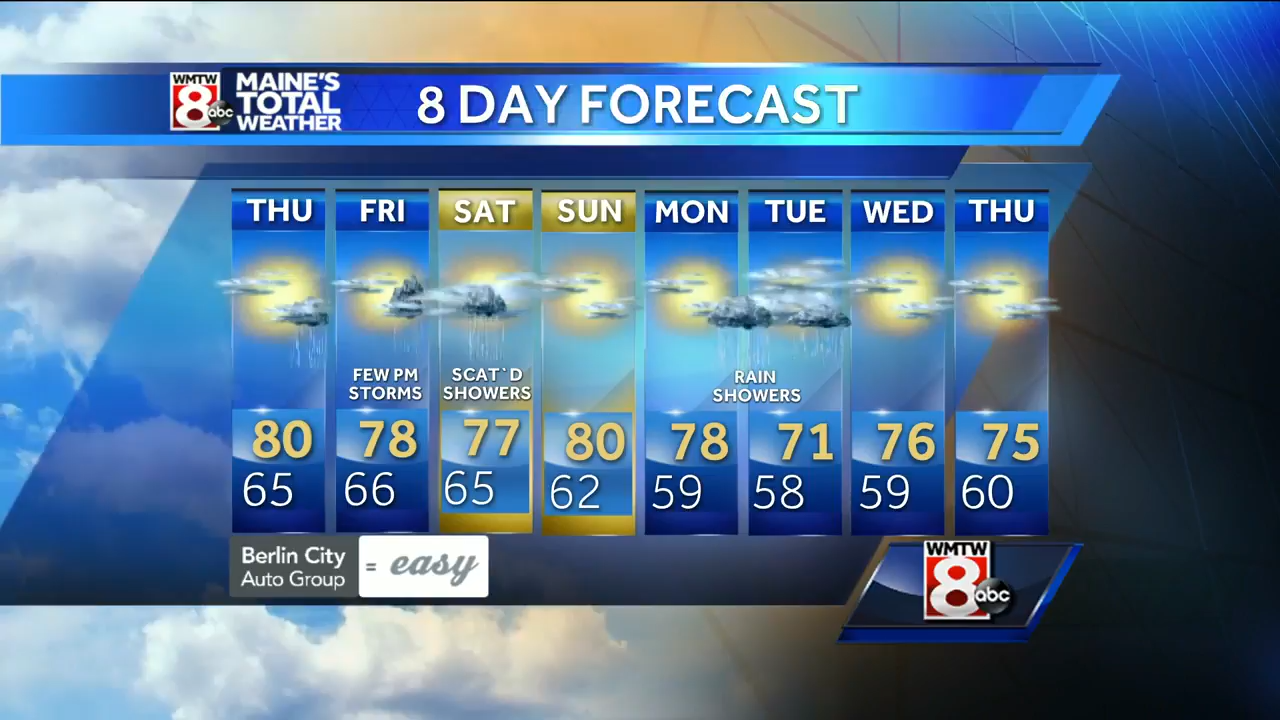 WMTW
8
abc
MAINE'S
TOTAL
WEATHER
8 DAY FORECAST
THU FRI SAT SUN MON TUE WED THU
FEW PM
STORMS
SCAT`D
SHOWERS
RAIN
SHOWERS
80 78 77 80 78 71 76 75
65 66 65 62 59 58 59 60
Berlin City
Auto Group
= easy
WMTW
8
abc